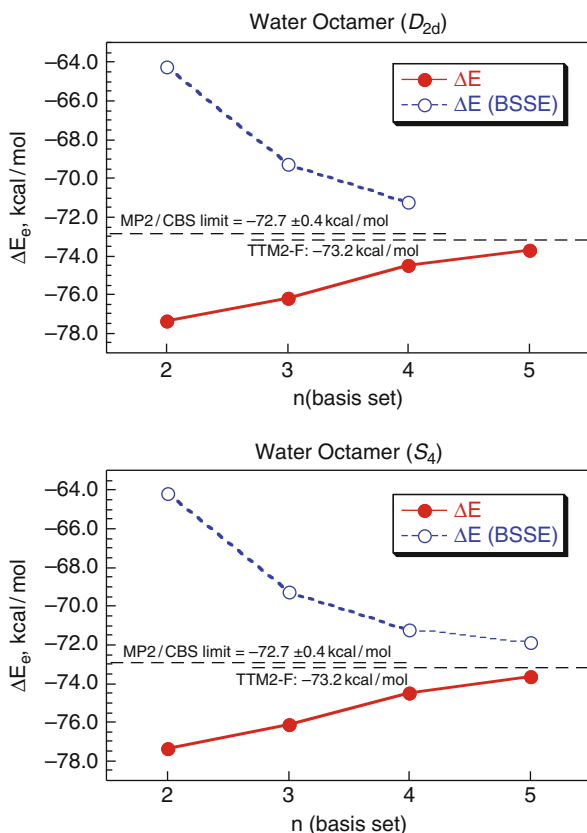 Water Octamer (D2d)
−64.0
−66.0
−68.0
−70.0
−72.0
−74.0
−76.0
−78.0
ΔEe, kcal/mol
ΔE
ΔE (BSSE)
MP2/CBS limit = −72.7 ±0.4 kcal/mol
TTM2-F: −73.2 kcal/mol
2 3 4 5
n(basis set)
Water Octamer (S4)
−64.0
−66.0
−68.0
−70.0
−72.0
−74.0
−76.0
−78.0
ΔEe, kcal/mol
ΔE
ΔE (BSSE)
MP2/CBS limit = −72.7 ±0.4 kcal/mol
TTM2-F: −73.2 kcal/mol
2 3 4 5
n (basis set)